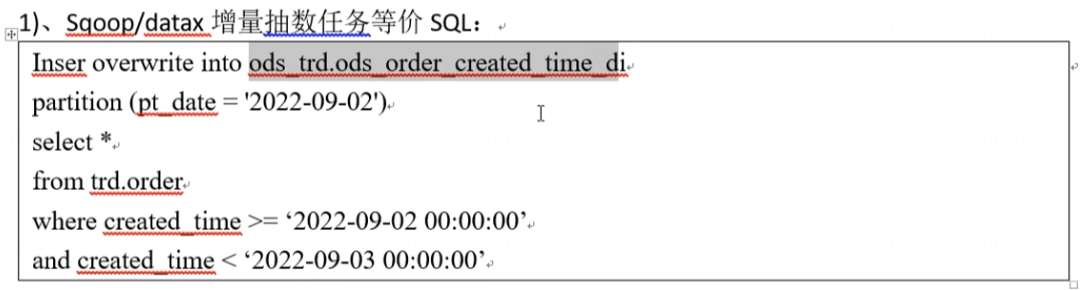 1)、Sqoop/datax 增量抽数任务等价 SQL：
Inser overwrite into ods_trd.ods_order_created_time_di
partition (pt_date = '2022-09-02')
select *
from trd.order
where created_time >= ‘2022-09-02 00:00:00’
and created_time < ‘2022-09-03 00:00:00’